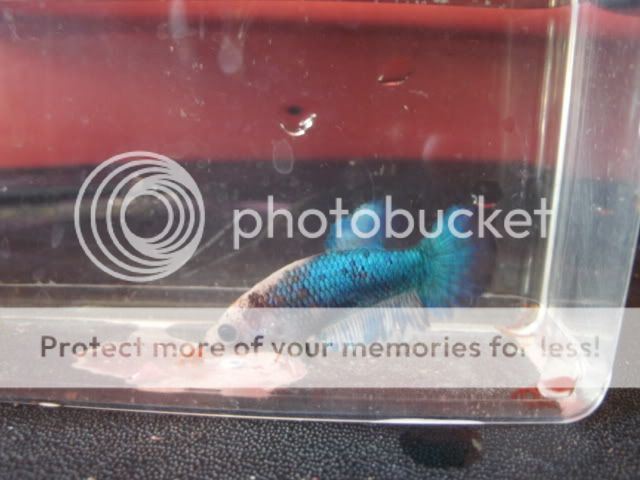 photobucket
Protect more of your memories for less!